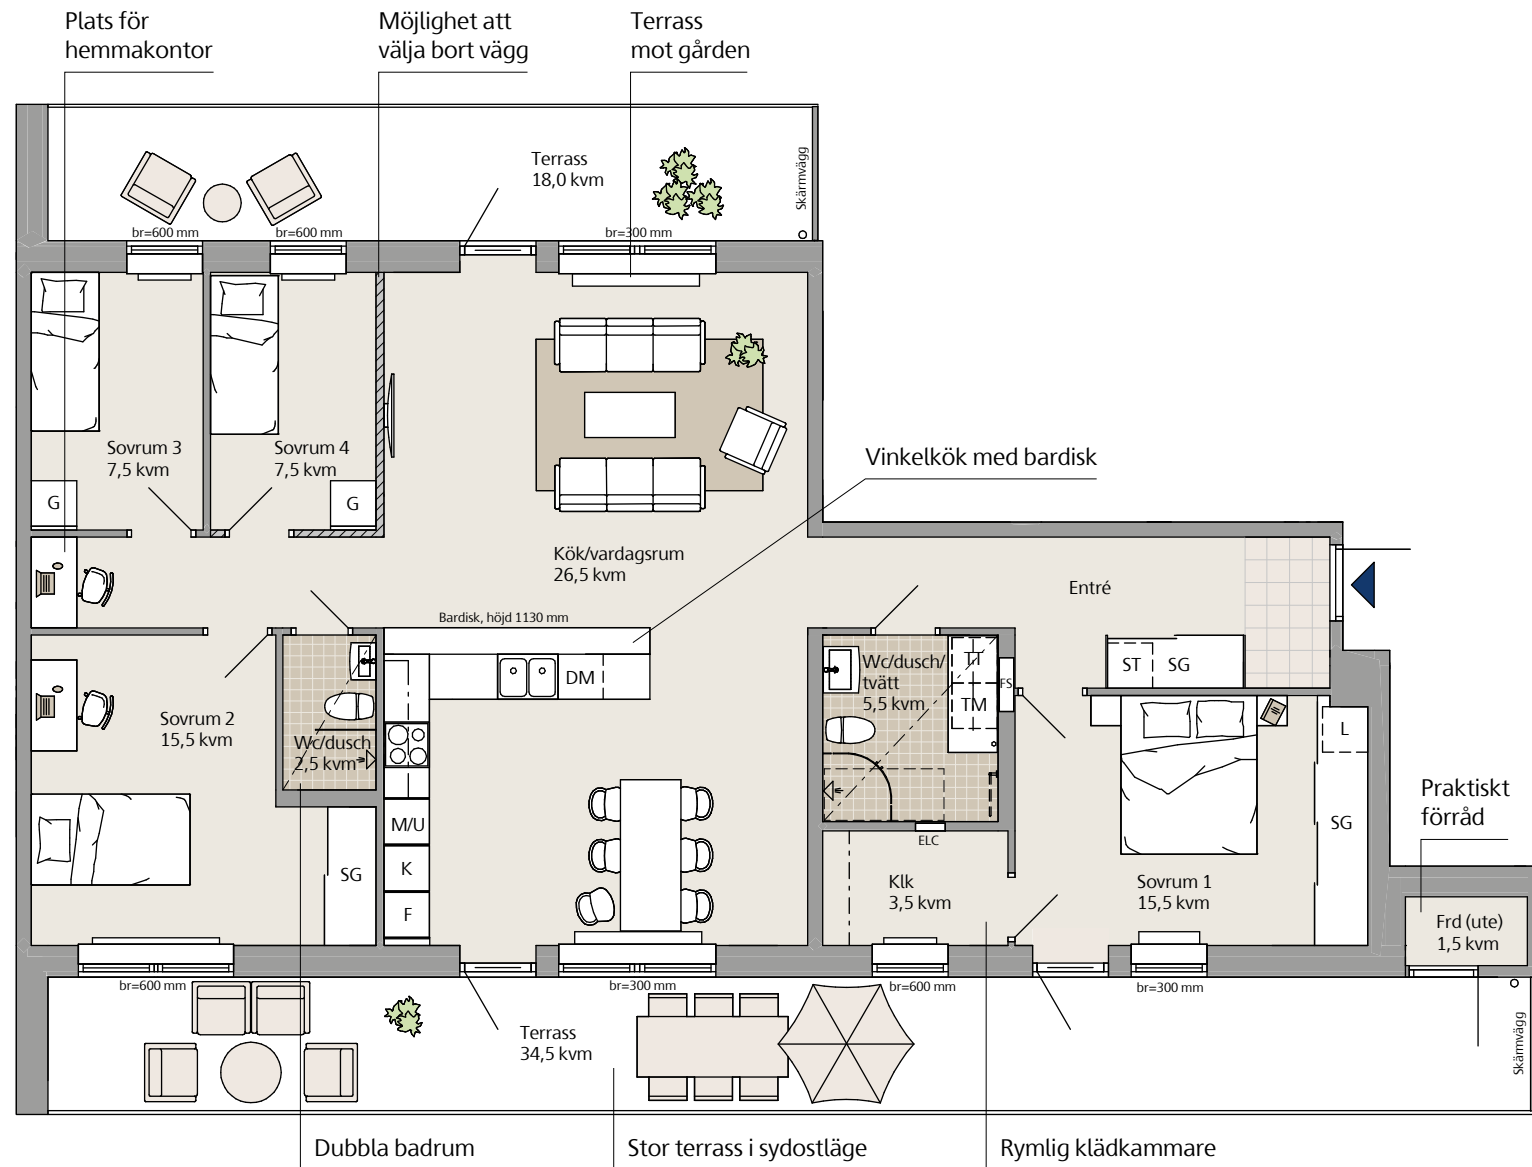 Plats för
hemmakontor
Möjlighet att
välja bort vägg
Terrass
mot gården
Terrass
18,0 kvm
Skärmvägg
br=600 mm
br=600 mm
br=300 mm
Sovrum 3
7,5 kvm
Sovrum 4
7,5 kvm
G
G
Vinkelkök med bardisk
Kök/vardagsrum
26,5 kvm
Entré
Bardisk, höjd 1130 mm
DM
Wc/dusch/
tvätt
5,5 kvm
TT
TM
FS
ST
SG
Sovrum 2
15,5 kvm
Wc/dusch
2,5 kvm
L
Praktiskt
förråd
M/U
K
F
SG
ELC
Klk
3,5 kvm
Sovrum 1
15,5 kvm
SG
Frd (ute)
1,5 kvm
br=600 mm
br=300 mm
br=600 mm
br=300 mm
Terrass
34,5 kvm
Skärmvägg
Dubbla badrum
Stor terrass i sydostläge
Rymlig klädkammare